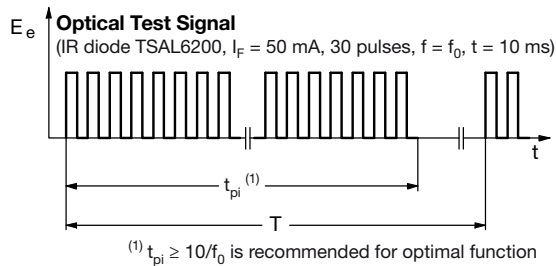 E_e
Optical Test Signal
(IR diode TSAL6200, I_F = 50 mA, 30 pulses, f = f_0, t = 10 ms)
t
t_pi (1)
T
(1) t_pi ≥ 10/f_0 is recommended for optimal function